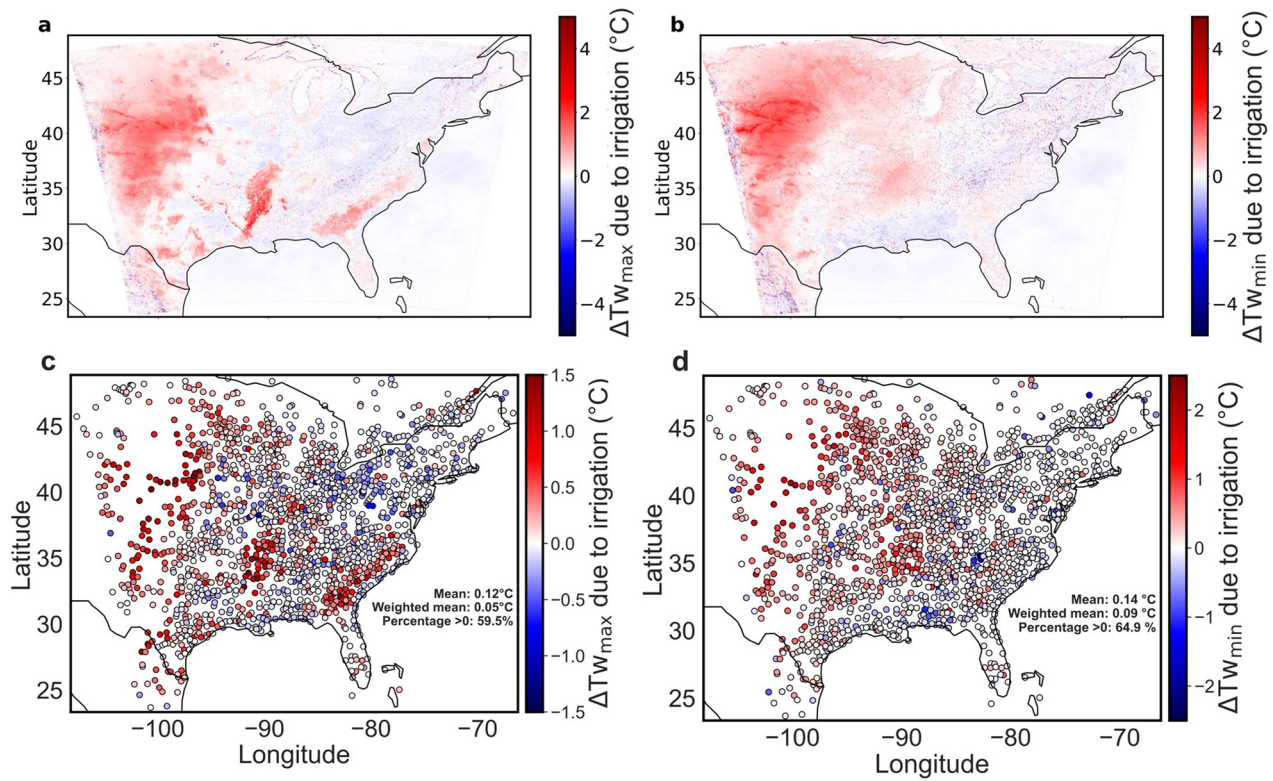 a
45
40
35
30
25
Latitude
4
2
0
−2
−4
ΔTwmax due to irrigation (°C)
b
45
40
35
30
25
Latitude
4
2
0
−2
−4
ΔTwmin due to irrigation (°C)
c
45
40
35
30
25
Latitude
−100
−90
−80
−70
Longitude
Mean: 0.12°C
Weighted mean: 0.05°C
Percentage >0: 59.5%
1.5
1.0
0.5
0.0
−0.5
−1.0
−1.5
ΔTwmax due to irrigation (°C)
d
45
40
35
30
25
Latitude
−100
−90
−80
−70
Longitude
Mean: 0.14 °C
Weighted mean: 0.09 °C
Percentage >0: 64.9 %
2
1
0
−1
−2
ΔTwmin due to irrigation (°C)